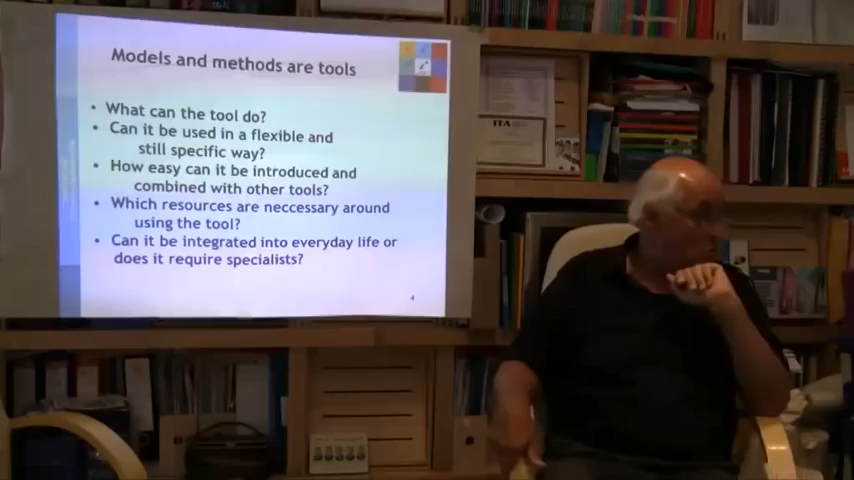 Models and methods are tools
• What can the tool do?
• Can it be used in a flexible and
still specific way?
• How easy can it be introduced and
combined with other tools?
• Which resources are neccessary around
using the tool?
• Can it be integrated into everyday life or
does it require specialists?
4
ITA